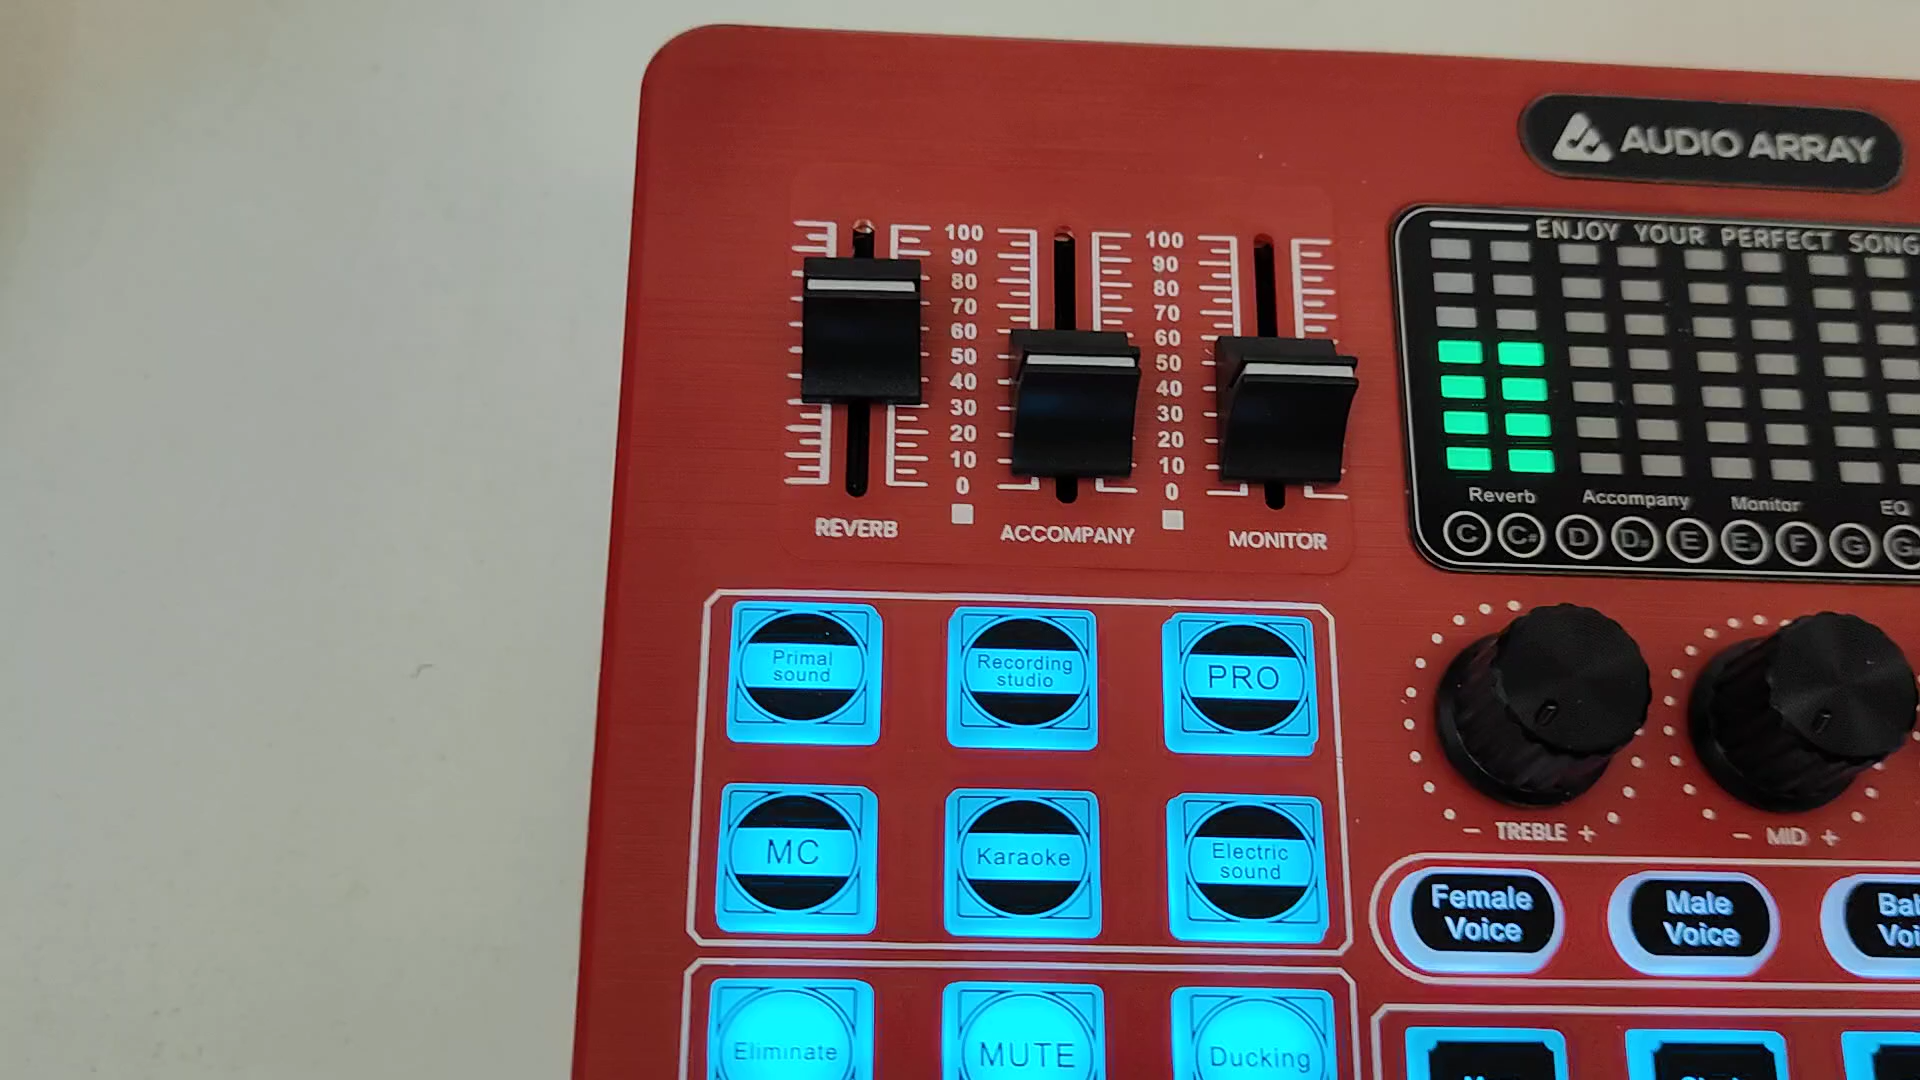 AUDIO ARRAY
ENJOY YOUR PERFECT SONG
100 100
90 90
80 80
70 70
60 60
50 50
40 40
30 30
20 20
10 10
0 0
REVERB ACCOMPANY MONITOR
Reverb Accompany Monitor EQ
C C# D D# E E# F G G#
Primal
sound
Recording
studio
PRO
MC
Karaoke
Electric
sound
- TREBLE +
- MID +
Female
Voice
Male
Voice
Eliminate
MUTE
Ducking